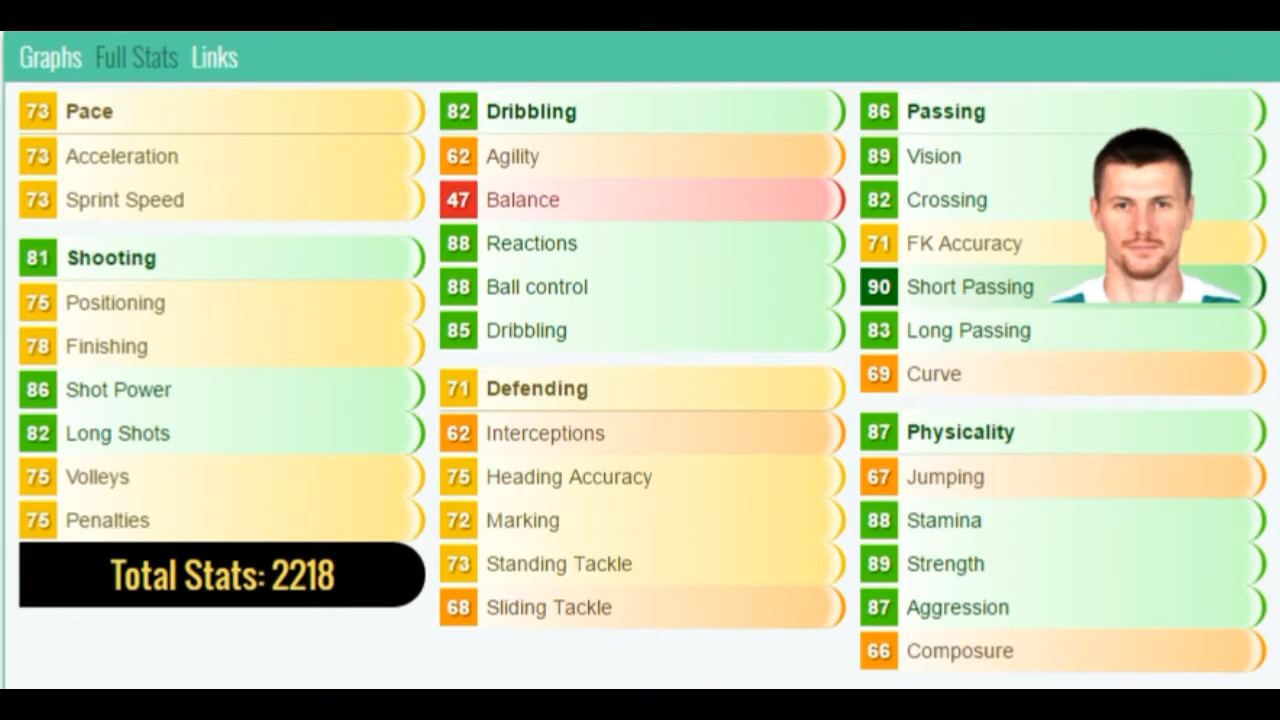 Graphs Full Stats Links
73 Pace
73 Acceleration
73 Sprint Speed
81 Shooting
75 Positioning
78 Finishing
86 Shot Power
82 Long Shots
75 Volleys
75 Penalties
Total Stats: 2218
82 Dribbling
62 Agility
47 Balance
88 Reactions
88 Ball control
85 Dribbling
71 Defending
62 Interceptions
75 Heading Accuracy
72 Marking
73 Standing Tackle
68 Sliding Tackle
86 Passing
89 Vision
82 Crossing
71 FK Accuracy
90 Short Passing
83 Long Passing
69 Curve
87 Physicality
67 Jumping
88 Stamina
89 Strength
87 Aggression
66 Composure